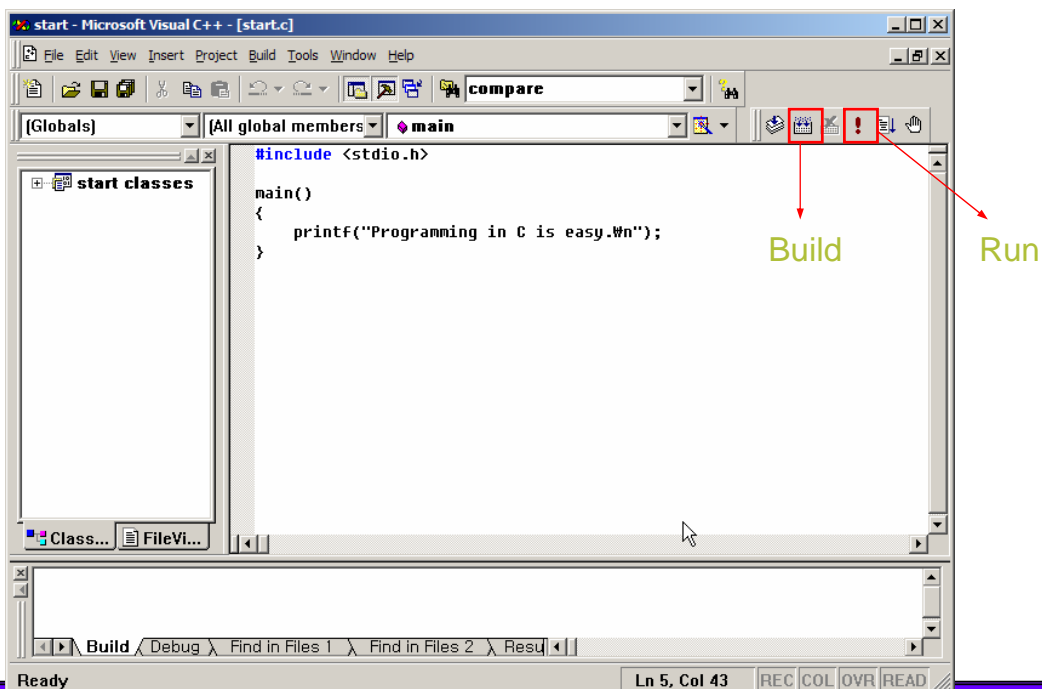 start - Microsoft Visual C++ - [start.c]
File Edit View Insert Project Build Tools Window Help
compare
(Globals) (All global members main
start classes
#include <stdio.h>
main()
{
printf("Programming in C is easy.₩n");
}
Build Run
Class... FileVi...
Build Debug Find in Files 1 Find in Files 2 Resu
Ready Ln 5, Col 43 REC COL OVR READ